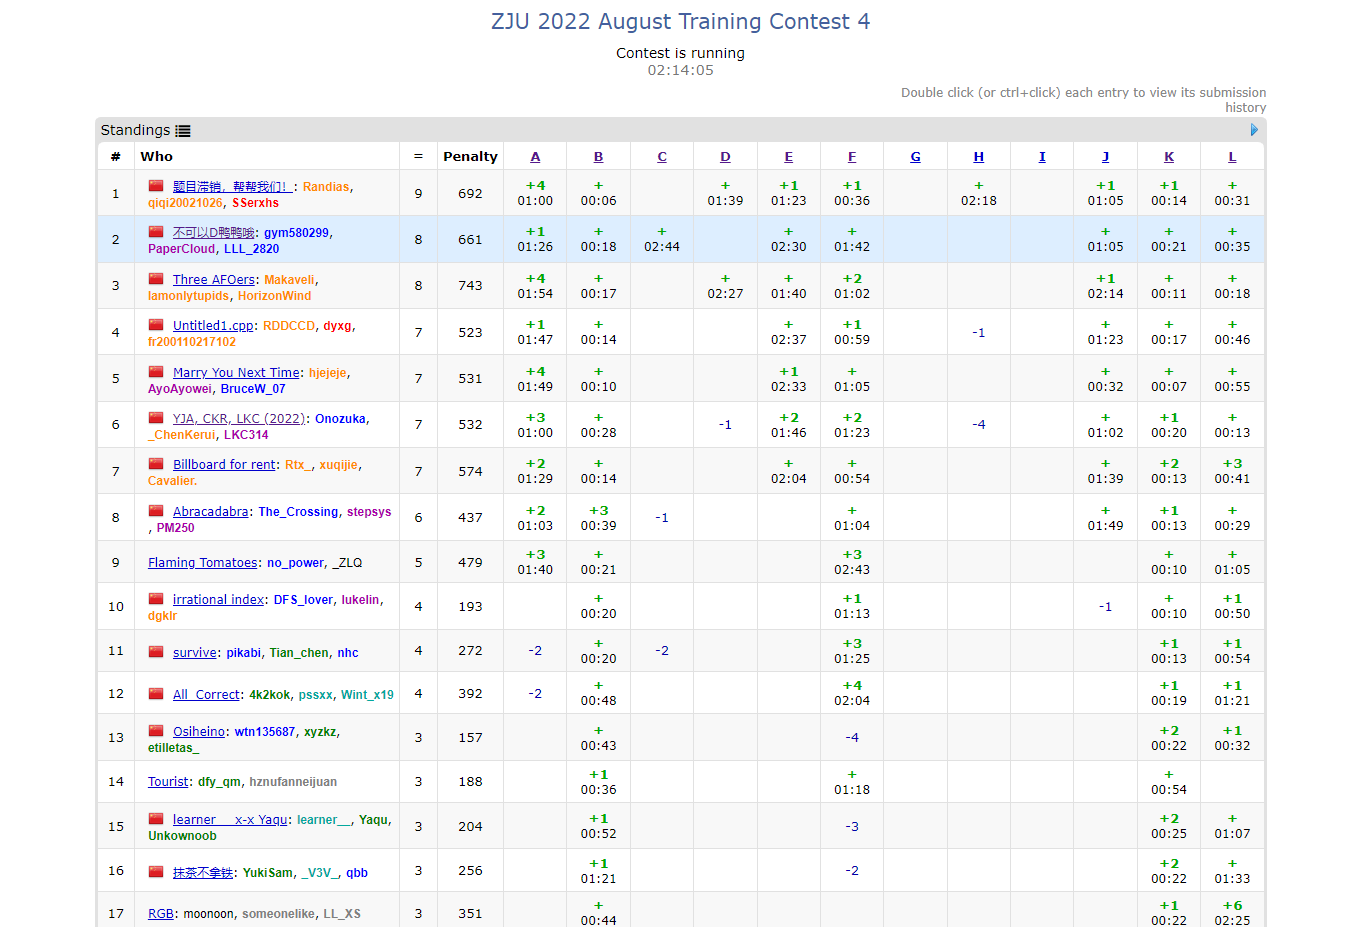 ZJU 2022 August Training Contest 4
Contest is running
02:14:05
Double click (or ctrl+click) each entry to view its submission
history
Standings
# Who = Penalty A B C D E F G H I J K L
1 题目滞销，帮帮我们！: Randias, qiqi20021026, SSerxhs 9 692 +4 01:00 + 00:06 + 01:39 +1 01:23 +1 00:36 + 02:18 +1 01:05 +1 00:14 + 00:31
2 不可以D鸭鸭哦: gym580299, PaperCloud, LLL_2820 8 661 +1 01:26 + 00:18 + 02:44 + 02:30 + 01:42 + 01:05 + 00:21 + 00:35
3 Three AFOers: Makaveli, Iamonlytupids, HorizonWind 8 743 +4 01:54 + 00:17 + 02:27 + 01:40 +2 01:02 +1 02:14 + 00:11 + 00:18
4 Untitled1.cpp: RDDCCD, dyxg, fr200110217102 7 523 +1 01:47 + 00:14 + 02:37 +1 00:59 -1 + 01:23 + 00:17 + 00:46
5 Marry You Next Time: hjejeje, AyoAyowei, BruceW_07 7 531 +4 01:49 + 00:10 +1 02:33 + 01:05 + 00:32 + 00:07 + 00:55
6 YJA, CKR, LKC (2022): Onozuka, _ChenKerui, LKC314 7 532 +3 01:00 + 00:28 -1 +2 01:46 +2 01:23 -4 + 01:02 +1 00:20 + 00:13
7 Billboard for rent: Rtx_, xuqijie, Cavalier. 7 574 +2 01:29 + 00:14 + 02:04 + 00:54 + 01:39 +2 00:13 +3 00:41
8 Abracadabra: The_Crossing, stepsys, PM250 6 437 +2 01:03 +3 00:39 -1 + 01:04 + 01:49 +1 00:13 + 00:29
9 Flaming Tomatoes: no_power, _ZLQ 5 479 +3 01:40 + 00:21 +3 02:43 + 00:10 + 01:05
10 irrational index: DFS_lover, lukelin, dgklr 4 193 + 00:20 +1 01:13 -1 + 00:10 +1 00:50
11 survive: pikabi, Tian_chen, nhc 4 272 -2 + 00:20 -2 +3 01:25 +1 00:13 +1 00:54
12 All_Correct: 4k2kok, pssxx, Wint_x19 4 392 -2 + 00:48 +4 02:04 +1 00:19 +1 01:21
13 Osiheino: wtn135687, xyzkz, etilletas_ 3 157 + 00:43 -4 +2 00:22 +1 00:32
14 Tourist: dfy_qm, hznufanneijuan 3 188 +1 00:36 + 01:18 + 00:54
15 learner__ x-x Yaqu: learner__, Yaqu, Unkownoob 3 204 +1 00:52 -3 +2 00:25 + 01:07
16 抹茶不拿铁: YukiSam, _V3V_, qbb 3 256 +1 01:21 -2 +2 00:22 + 01:33
17 RGB: moonoon, someonelike, LL_XS 3 351 + 00:44 +1 00:22 +6 02:25